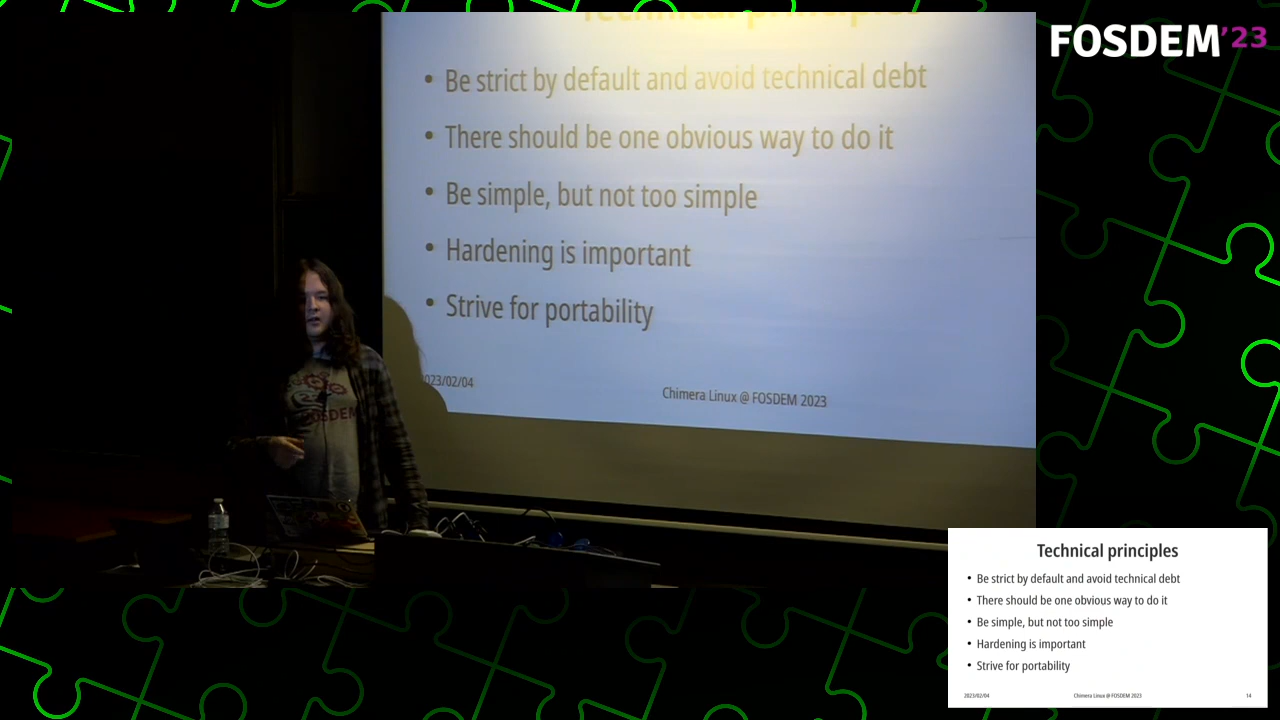 FOSDEM'23
Technical principles
• Be strict by default and avoid technical debt
• There should be one obvious way to do it
• Be simple, but not too simple
• Hardening is important
• Strive for portability
2023/02/04
Chimera Linux @ FOSDEM 2023
FOSDEM
Technical principles
• Be strict by default and avoid technical debt
• There should be one obvious way to do it
• Be simple, but not too simple
• Hardening is important
• Strive for portability
2023/02/04 Chimera Linux @ FOSDEM 2023 14